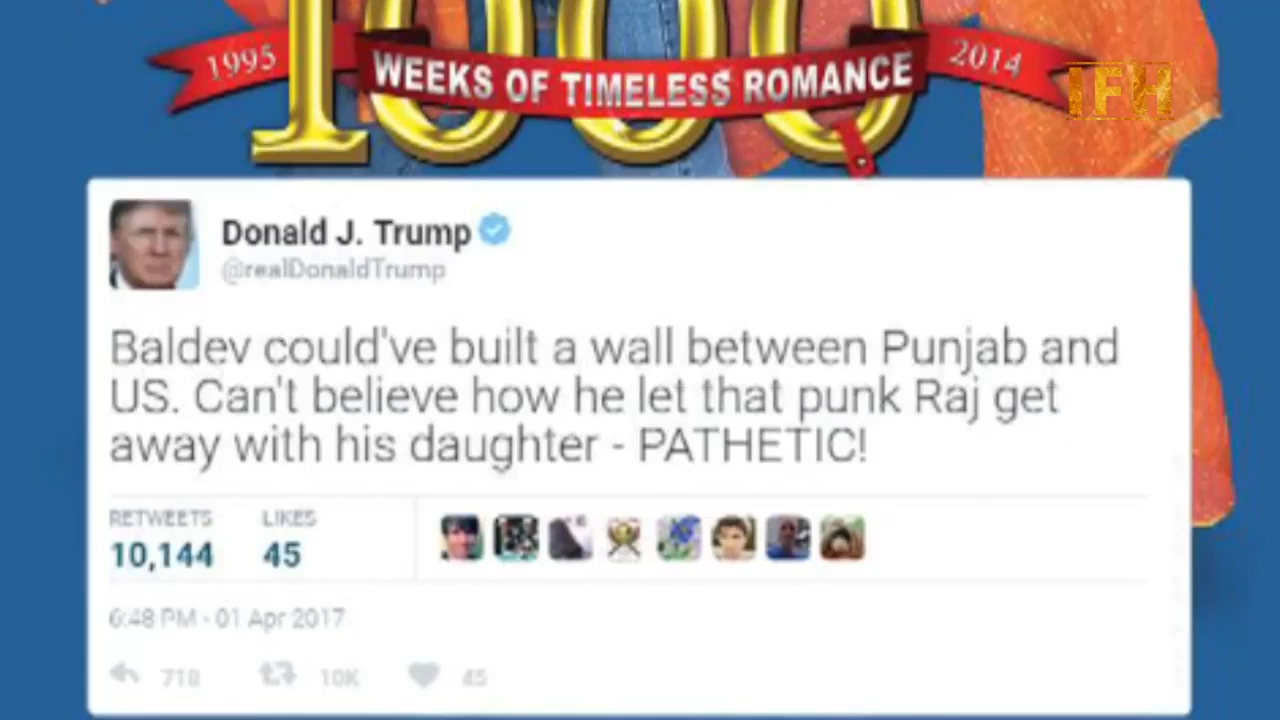 1000
1995 WEEKS OF TIMELESS ROMANCE 2014
IFH
Donald J. Trump
@realDonaldTrump
Baldev could've built a wall between Punjab and
US. Can't believe how he let that punk Raj get
away with his daughter - PATHETIC!
RETWEETS LIKES
10,144 45
6:48 PM - 01 Apr 2017
718 10K 45